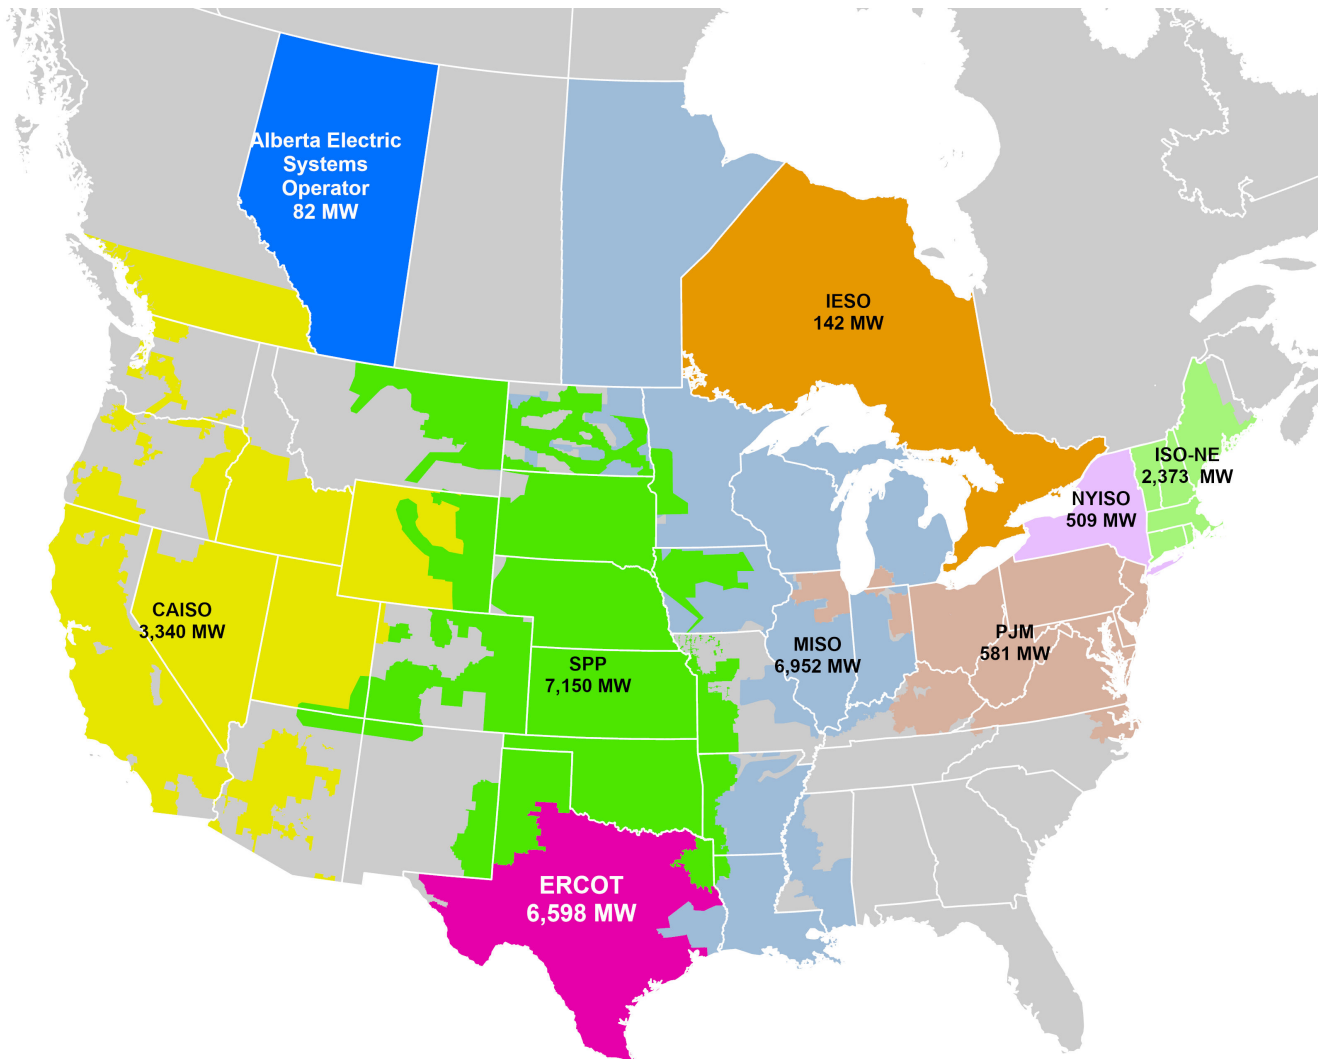 Alberta Electric
Systems
Operator
82 MW
IESO
142 MW
ISO-NE
2,373 MW
NYISO
509 MW
CAISO
3,340 MW
PJM
581 MW
MISO
6,952 MW
SPP
7,150 MW
ERCOT
6,598 MW